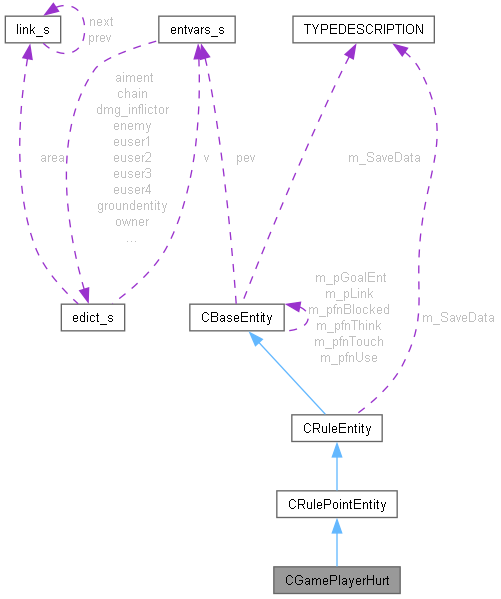 link_s
next
prev
entvars_s
TYPEDESCRIPTION
aiment
chain
dmg_inflictor
enemy
euser1
euser2
euser3
euser4
groundentity
owner
...
area
v
pev
m_SaveData
edict_s
CBaseEntity
m_pGoalEnt
m_pLink
m_pfnBlocked
m_pfnThink
m_pfnTouch
m_pfnUse
m_SaveData
CRuleEntity
CRulePointEntity
CGamePlayerHurt